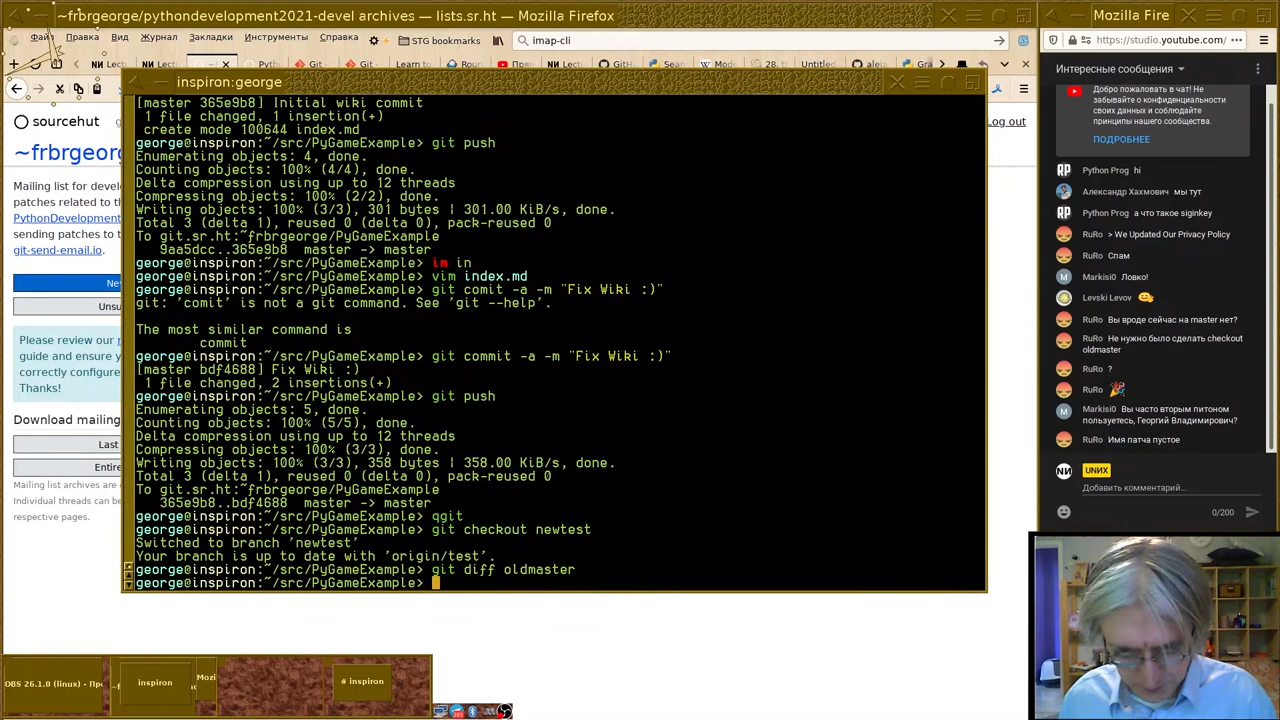 ~frbrgeorge/pythondevelopment2021-devel archives — lists.sr.ht — Mozilla Firefox
Mozilla Fire
Файл Правка Вид Журнал Закладки Инструменты Справка
STG bookmarks
imap-cli
https://studio.youtube.com/
Интересные сообщения
inspiron:george
sourcehut
Log out
~frbrgeorg
Mailing list for devel
patches related to th
PythonDevelopment
sending patches to t
git-send-email.io.
Ne
Unsu
Please review our
guide and ensure y
correctly configure
Thanks!
Download mailing
Last
Entire
Mailing list archives are
Individual threads can b
respective pages.
[master 365e9b8] Initial wiki commit
1 file changed, 1 insertion(+)
create mode 100644 index.md
george@inspiron:~/src/PyGameExample> git push
Enumerating objects: 4, done.
Counting objects: 100% (4/4), done.
Delta compression using up to 12 threads
Compressing objects: 100% (2/2), done.
Writing objects: 100% (3/3), 301 bytes | 301.00 KiB/s, done.
Total 3 (delta 1), reused 0 (delta 0), pack-reused 0
To git.sr.ht:~frbrgeorge/PyGameExample
9aa5dcc..365e9b8 master -> master
george@inspiron:~/src/PyGameExample> im in
george@inspiron:~/src/PyGameExample> vim index.md
george@inspiron:~/src/PyGameExample> git comit -a -m "Fix Wiki :)"
git: 'comit' is not a git command. See 'git --help'.
The most similar command is
commit
george@inspiron:~/src/PyGameExample> git commit -a -m "Fix Wiki :)"
[master bdf4688] Fix Wiki :)
1 file changed, 2 insertions(+)
george@inspiron:~/src/PyGameExample> git push
Enumerating objects: 5, done.
Counting objects: 100% (5/5), done.
Delta compression using up to 12 threads
Compressing objects: 100% (3/3), done.
Writing objects: 100% (3/3), 358 bytes | 358.00 KiB/s, done.
Total 3 (delta 1), reused 0 (delta 0), pack-reused 0
To git.sr.ht:~frbrgeorge/PyGameExample
365e9b8..bdf4688 master -> master
george@inspiron:~/src/PyGameExample> qgit
george@inspiron:~/src/PyGameExample> git checkout newtest
Switched to branch 'newtest'
Your branch is up to date with 'origin/test'.
george@inspiron:~/src/PyGameExample> git diff oldmaster
george@inspiron:~/src/PyGameExample>
Добро пожаловать в чат! Не
забывайте о конфиденциальности
своих данных и соблюдайте
принципы нашего сообщества.
ПОДРОБНЕЕ
Python Prog hi
Александр Хахмович мы тут
Python Prog а что такое siginkey
RuRo > We Updated Our Privacy Policy
RuRo Спам
Markisi0 Ловко!
Levski Levov
RuRo Вы вроде сейчас на master нет?
RuRo Не нужно было сделать checkout
oldmaster
RuRo ?
RuRo
Markisi0 Вы часто вторым питоном
пользуетесь, Георгий Владимирович?
RuRo Имя патча пустое
UNИX
Добавить комментарий...
0/200
OBS 26.1.0 (linux) - Пр
inspiron
Mozi
# inspiron